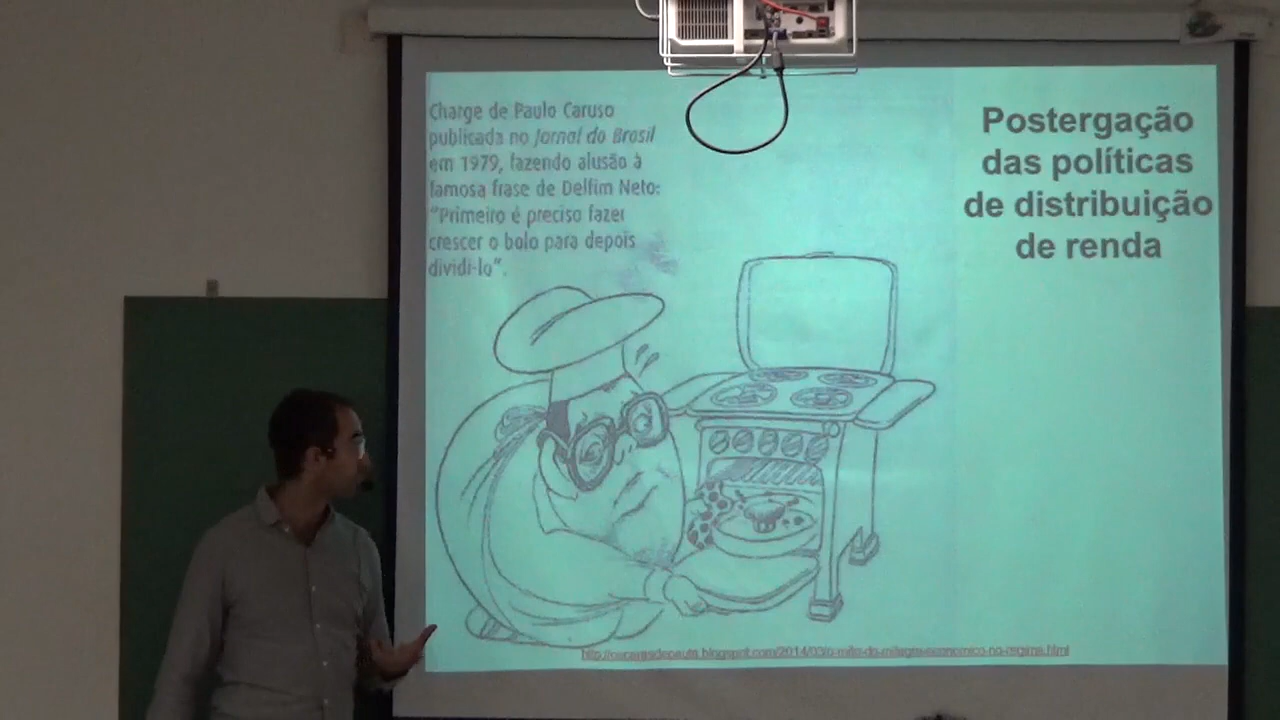 Charge de Paulo Caruso
publicada no Jornal do Brasil
em 1979, fazendo alusão à
famosa frase de Delfim Neto:
"Primeiro é preciso fazer
crescer o bolo para depois
dividi-lo".
Postergação
das políticas
de distribuição
de renda